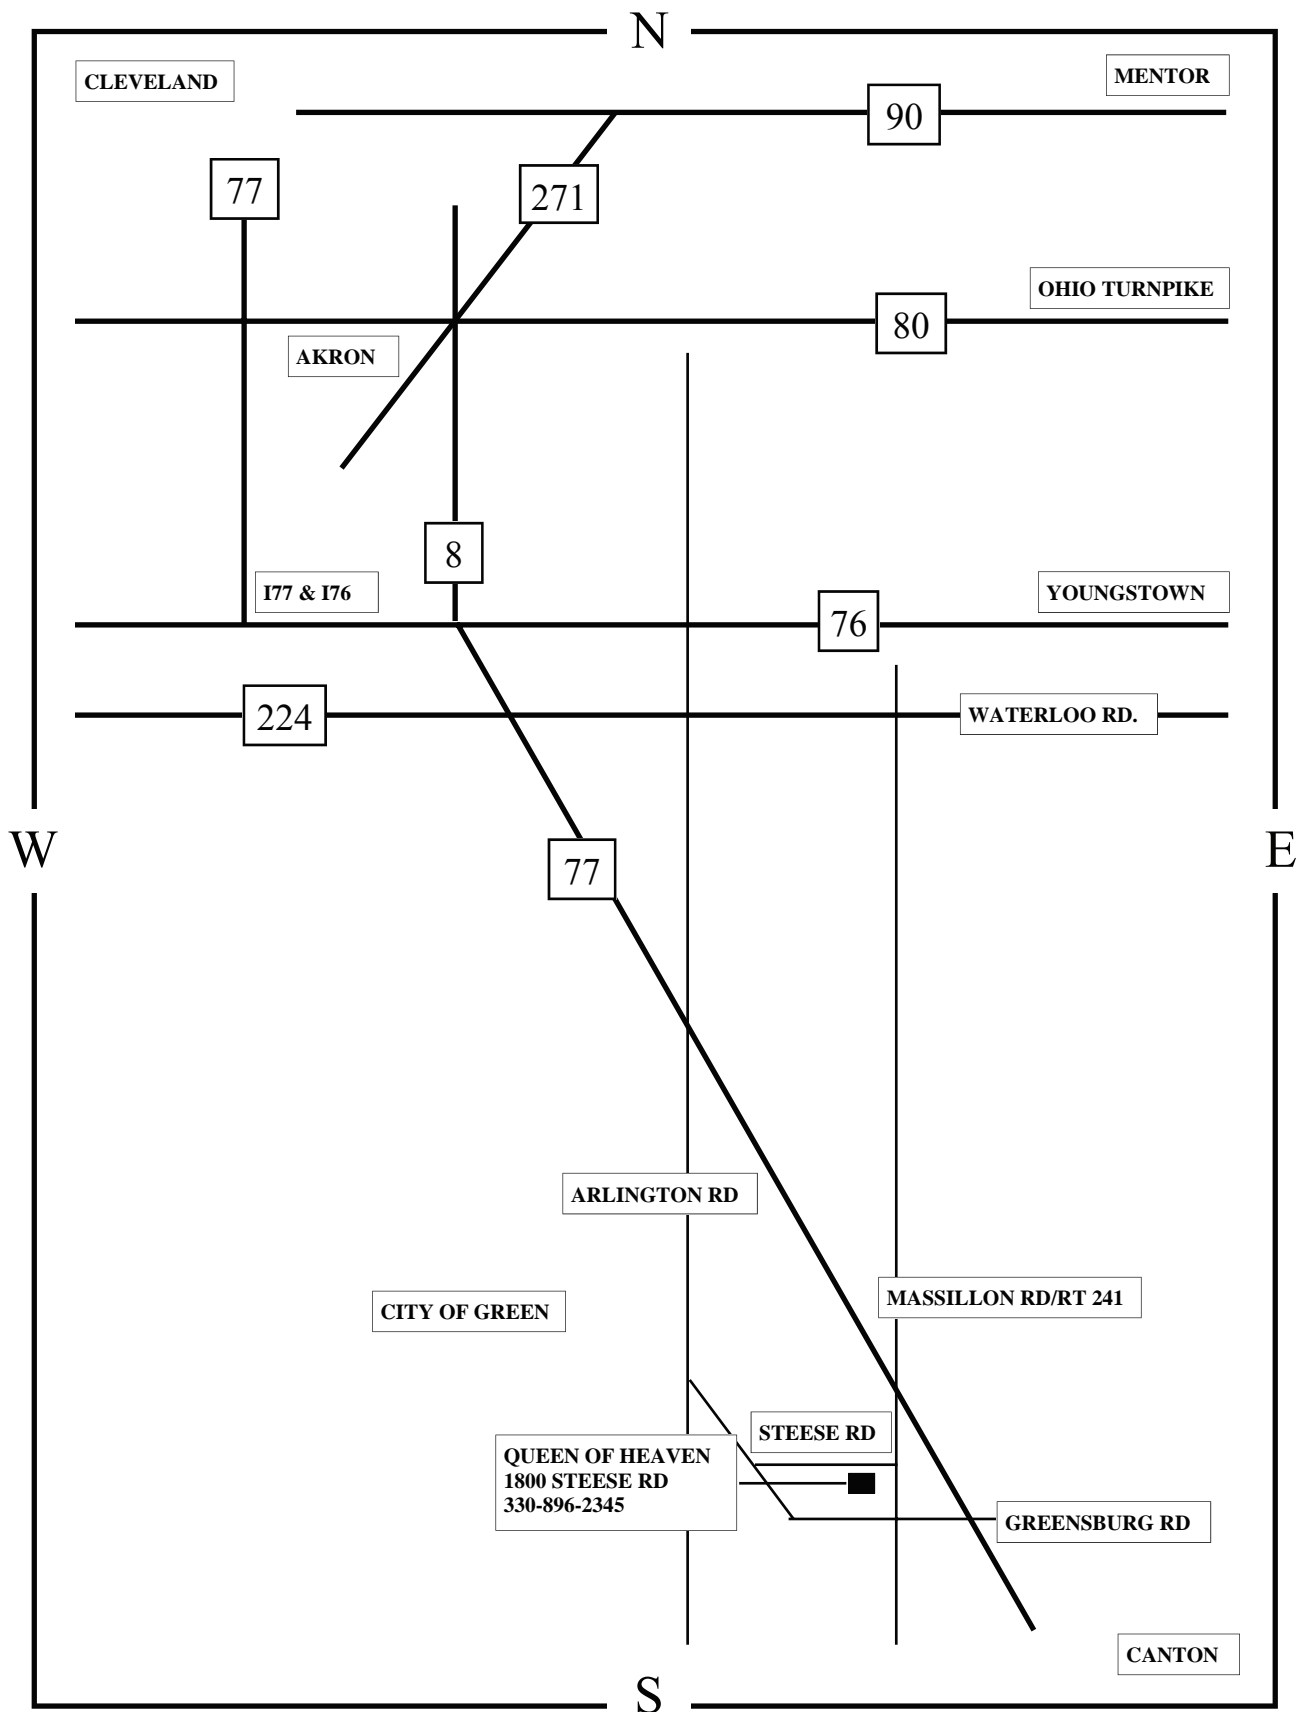 N
CLEVELAND
MENTOR
90
77
271
OHIO TURNPIKE
80
AKRON
8
I77 & I76
YOUNGSTOWN
76
224
WATERLOO RD.
W
E
77
ARLINGTON RD
MASSILLON RD/RT 241
CITY OF GREEN
STEESE RD
QUEEN OF HEAVEN
1800 STEESE RD
330-896-2345
GREENSBURG RD
CANTON
S